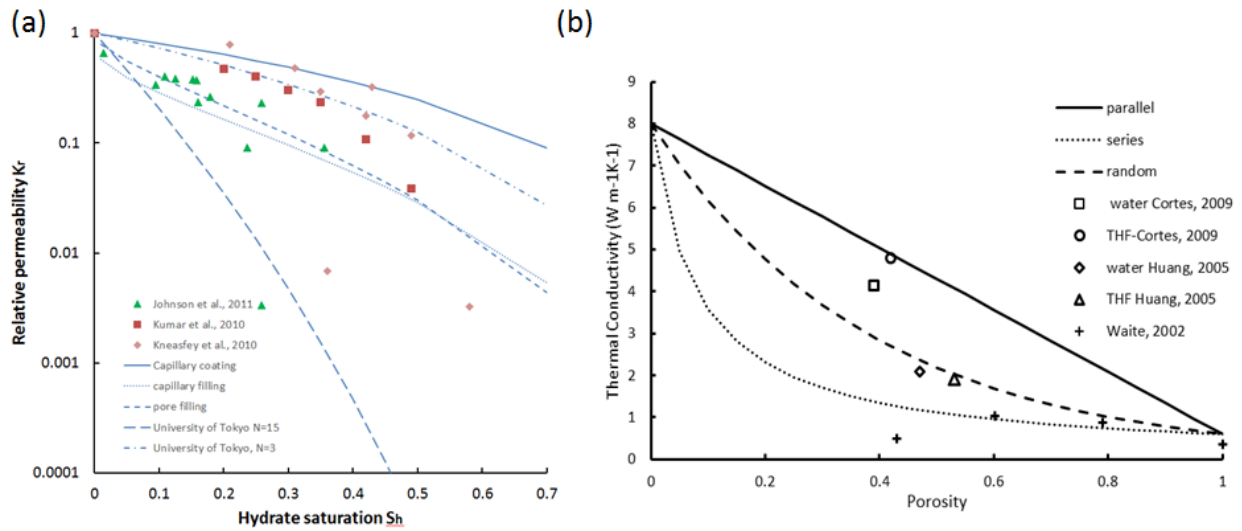 (a)
Relative permeability Kr
1
0.1
0.01
0.001
0.0001
0
0.1
0.2
0.3
0.4
0.5
0.6
0.7
Hydrate saturation Sh
Johnson et al., 2011
Kumar et al., 2010
Kneasfey et al., 2010
Capillary coating
capillary filling
pore filling
University of Tokyo N=15
University of Tokyo, N=3
(b)
Thermal Conductivity (W m-1K-1)
9
8
7
6
5
4
3
2
1
0
0
0.2
0.4
0.6
0.8
1
Porosity
parallel
series
random
water Cortes, 2009
THF-Cortes, 2009
water Huang, 2005
THF Huang, 2005
Waite, 2002